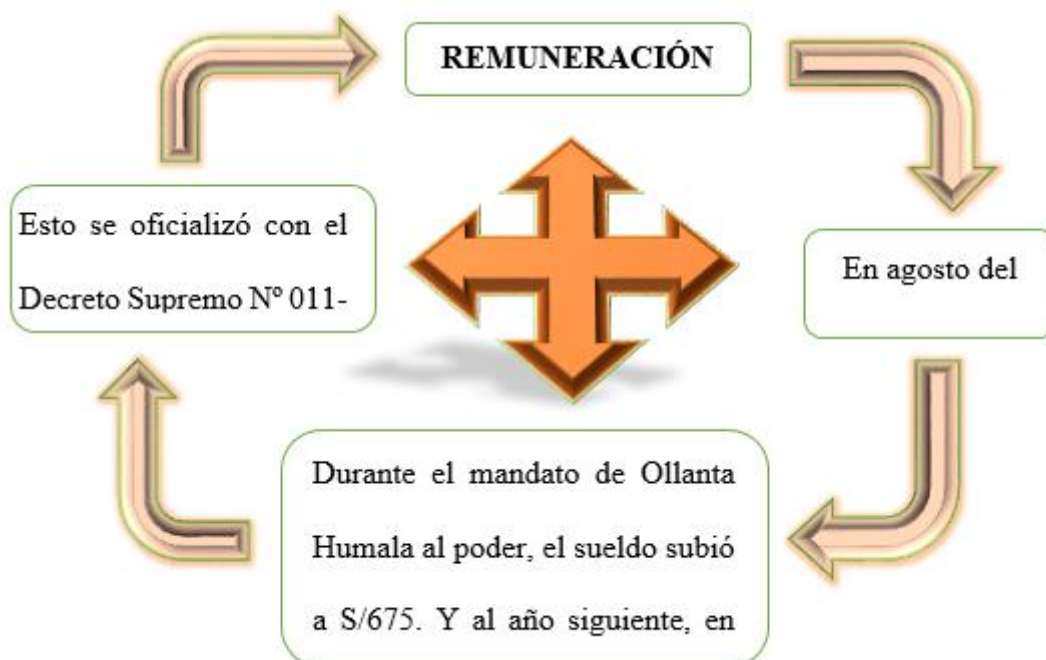 REMUNERACIÓN
En agosto del
Durante el mandato de Ollanta
Humala al poder, el sueldo subió
a S/675. Y al año siguiente, en
Esto se oficializó con el
Decreto Supremo Nº 011-